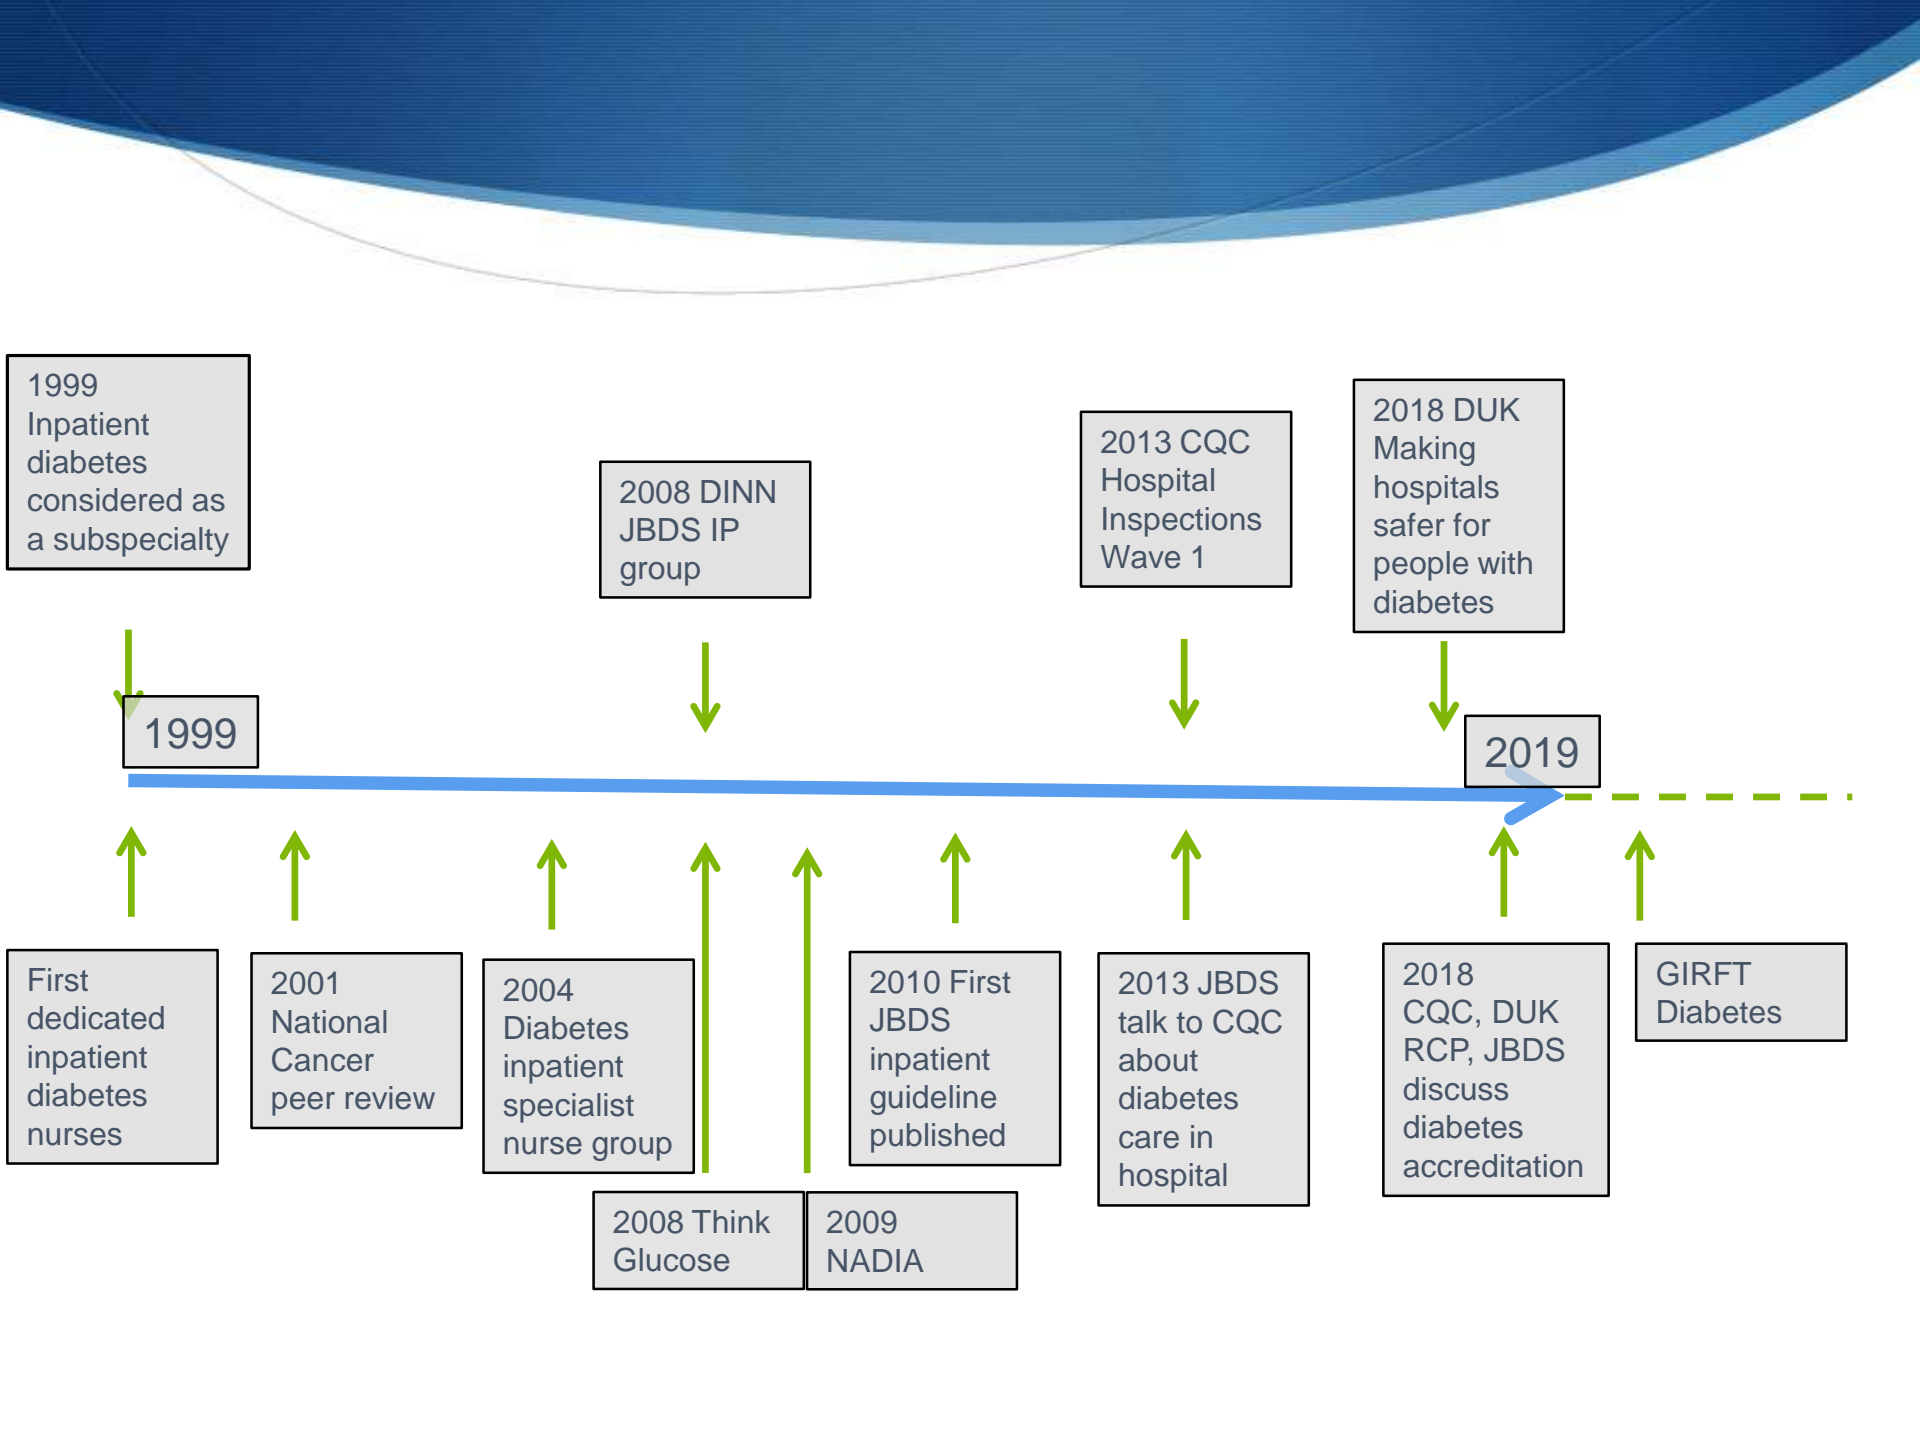 1999
Inpatient
diabetes
considered as
a subspecialty
2008 DINN
JBDS IP
group
2013 CQC
Hospital
Inspections
Wave 1
2018 DUK
Making
hospitals
safer for
people with
diabetes
1999
2019
First
dedicated
inpatient
diabetes
nurses
2001
National
Cancer
peer review
2004
Diabetes
inpatient
specialist
nurse group
2008 Think
Glucose
2009
NADIA
2010 First
JBDS
inpatient
guideline
published
2013 JBDS
talk to CQC
about
diabetes
care in
hospital
2018
CQC, DUK
RCP, JBDS
discuss
diabetes
accreditation
GIRFT
Diabetes